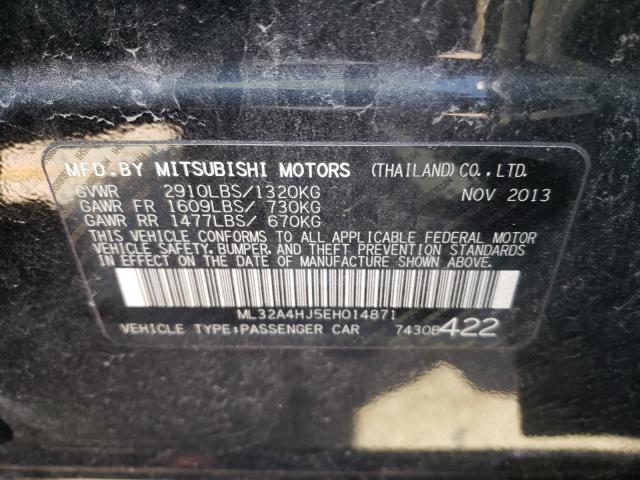 MFD.BY MITSUBISHI MOTORS (THAILAND) CO.,LTD.
GVWR 2910LBS/1320KG NOV 2013
GAWR FR 1609LBS/ 730KG
GAWR RR 1477LBS/ 670KG
THIS VEHICLE CONFORMS TO ALL APPLICABLE FEDERAL MOTOR
VEHICLE SAFETY, BUMPER, AND THEFT PREVENTION STANDARDS
IN EFFECT ON THE DATE OF MANUFACTURE SHOWN ABOVE.
ML32A4HJ5EH014871
VEHICLE TYPE:PASSENGER CAR 7430B422